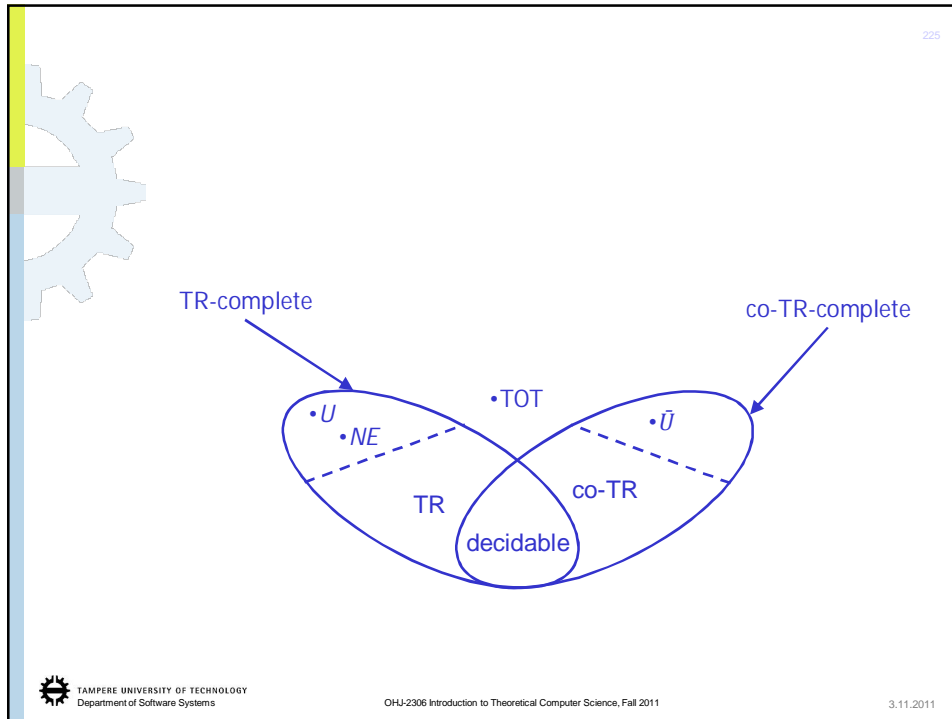 225
TR-complete
co-TR-complete
•TOT
•U
•Ū
•NE
TR
co-TR
decidable
TAMPERE UNIVERSITY OF TECHNOLOGY
Department of Software Systems
OHJ-2306 Introduction to Theoretical Computer Science, Fall 2011
3.11.2011